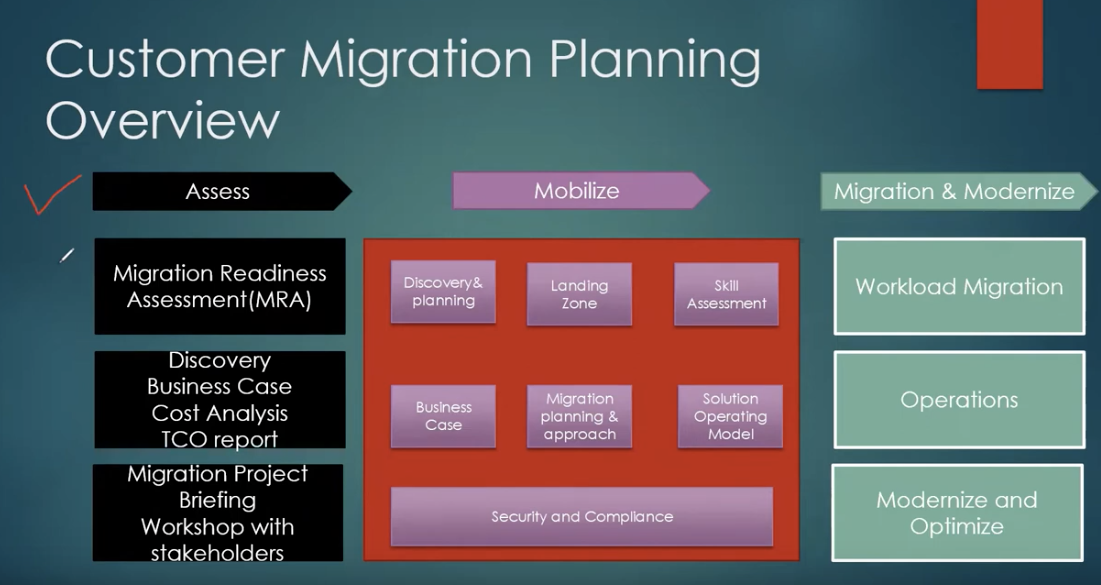 Customer Migration Planning
Overview
Assess
Mobilize
Migration & Modernize
Migration Readiness
Assessment(MRA)
Discovery
Business Case
Cost Analysis
TCO report
Migration Project
Briefing
Workshop with
stakeholders
Discovery&
planning
Landing
Zone
Skill
Assessment
Business
Case
Migration
planning &
approach
Solution
Operating
Model
Security and Compliance
Workload Migration
Operations
Modernize and
Optimize